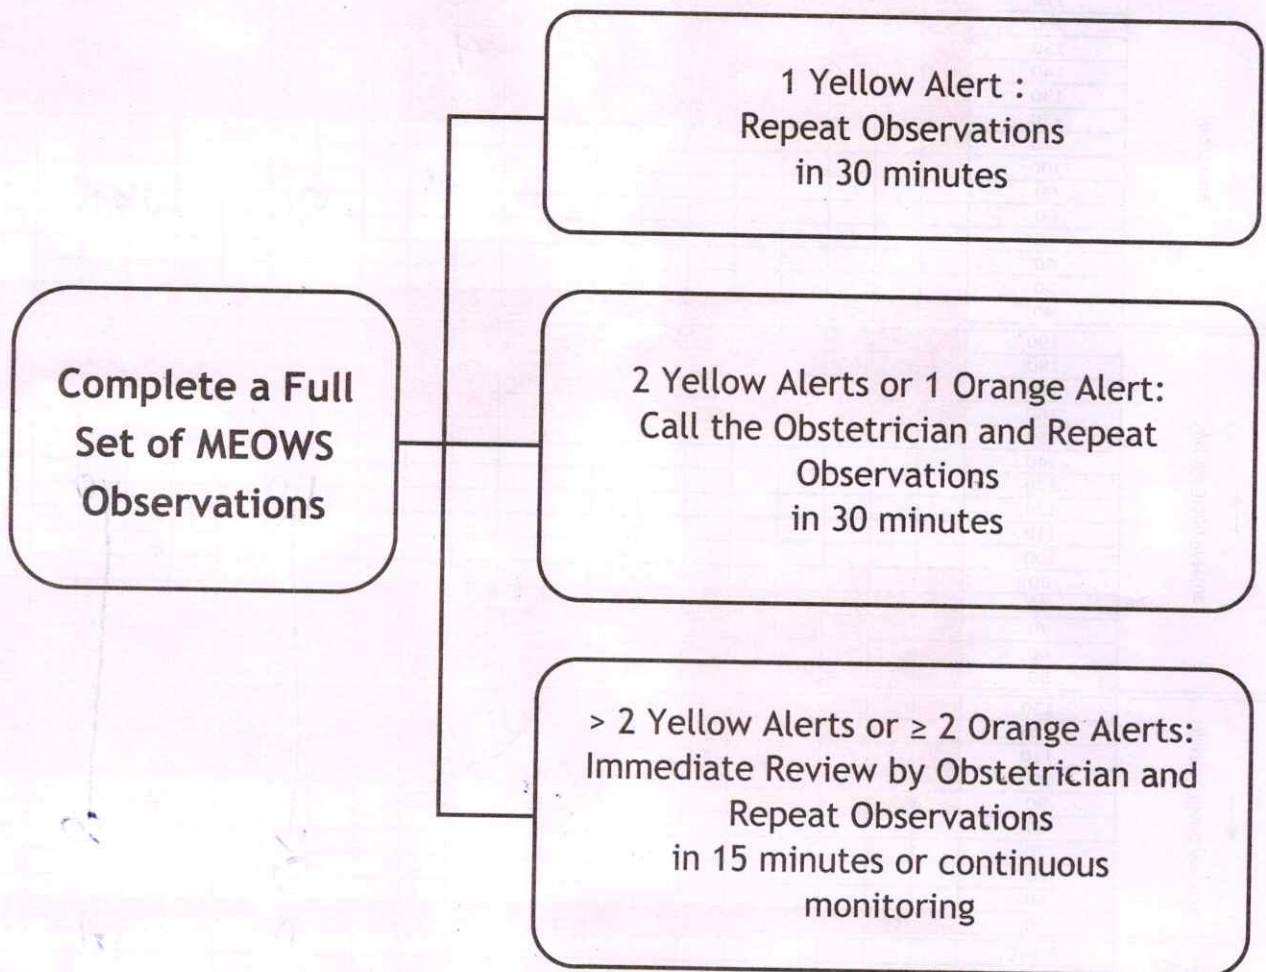 Complete a Full
Set of MEOWS
Observations
1 Yellow Alert :
Repeat Observations
in 30 minutes
2 Yellow Alerts or 1 Orange Alert:
Call the Obstetrician and Repeat
Observations
in 30 minutes
> 2 Yellow Alerts or ≥ 2 Orange Alerts:
Immediate Review by Obstetrician and
Repeat Observations
in 15 minutes or continuous
monitoring